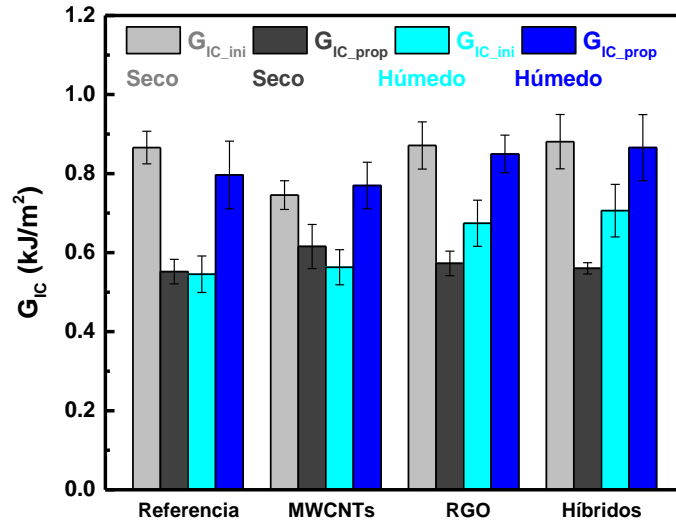 1.2
1.0
0.8
0.6
0.4
0.2
0.0
G_IC (kJ/m²)
G_IC_ini G_IC_prop G_IC_ini G_IC_prop
Seco Seco Húmedo Húmedo
Referencia MWCNTs RGO Híbridos